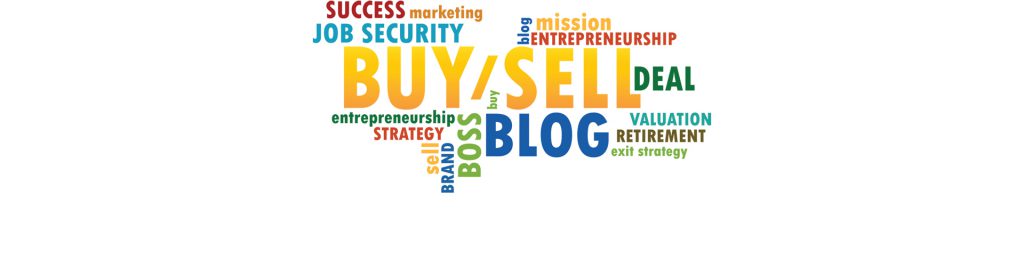 SUCCESS marketing
JOB SECURITY
blog
mission
ENTREPRENEURSHIP
BUY/SELL
DEAL
buy
entrepreneurship
STRATEGY
sell
BRAND
BOSS
BLOG
VALUATION
RETIREMENT
exit strategy